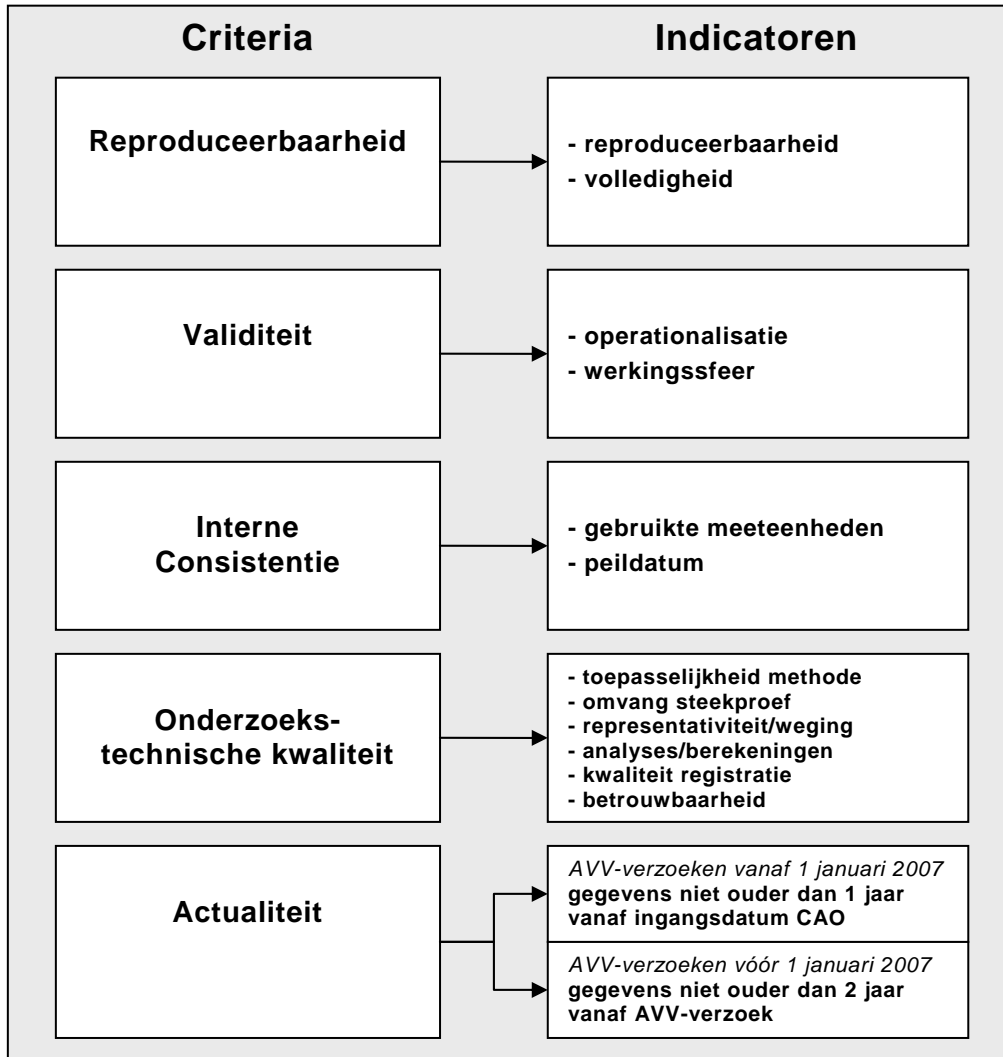 Criteria
Indicatoren
Reproduceerbaarheid
- reproduceerbaarheid
- volledigheid
Validiteit
- operationalisatie
- werkingssfeer
Interne
Consistentie
- gebruikte meeteenheden
- peildatum
Onderzoeks-
technische kwaliteit
- toepasselijkheid methode
- omvang steekproef
- representativiteit/weging
- analyses/berekeningen
- kwaliteit registratie
- betrouwbaarheid
Actualiteit
AVV-verzoeken vanaf 1 januari 2007
gegevens niet ouder dan 1 jaar
vanaf ingangsdatum CAO
AVV-verzoeken vóór 1 januari 2007
gegevens niet ouder dan 2 jaar
vanaf AVV-verzoek